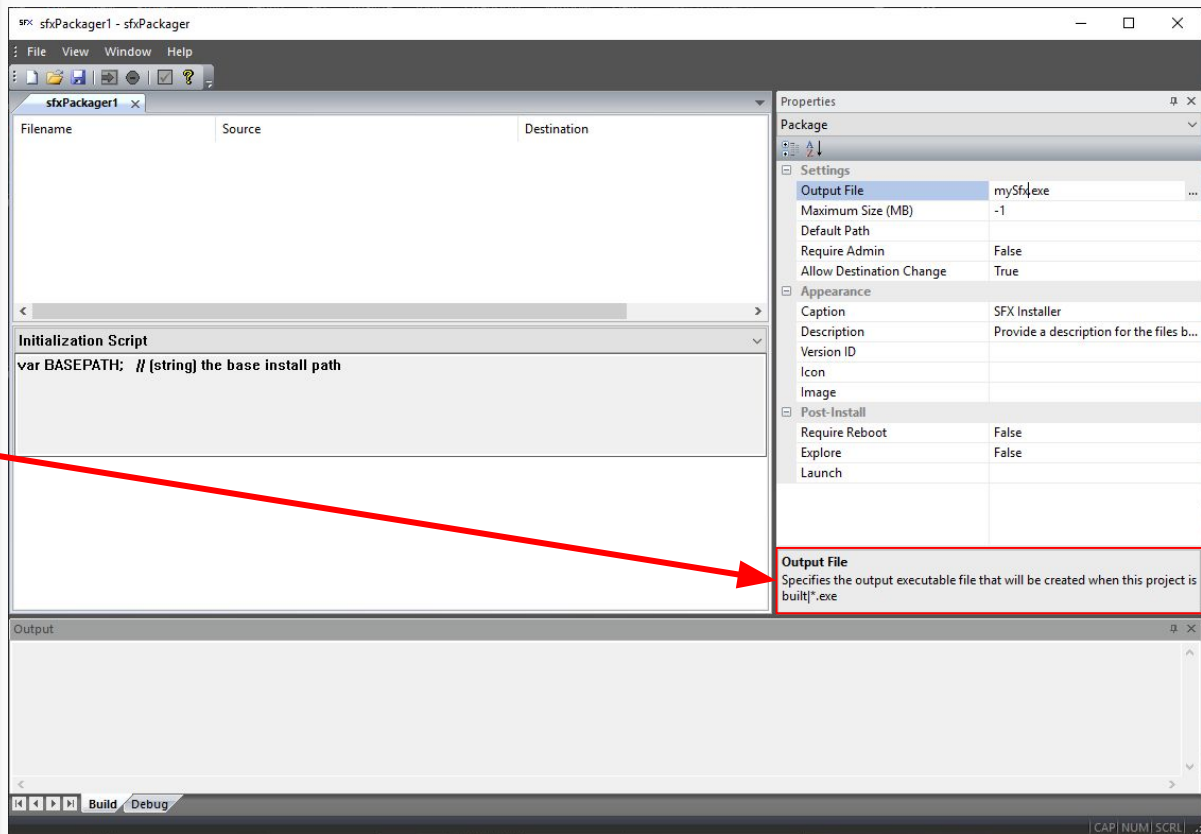 SFX sfxPackager1 - sfxPackager
File View Window Help
sfxPackager1
Filename Source Destination
Initialization Script
var BASEPATH; // (string) the base install path
Properties
Package
Settings
Output File mySfx.exe ...
Maximum Size (MB) -1
Default Path
Require Admin False
Allow Destination Change True
Appearance
Caption SFX Installer
Description Provide a description for the files b...
Version ID
Icon
Image
Post-Install
Require Reboot False
Explore False
Launch
Output File
Specifies the output executable file that will be created when this project is
built|*.exe
Output
Build Debug
CAP NUM SCRL